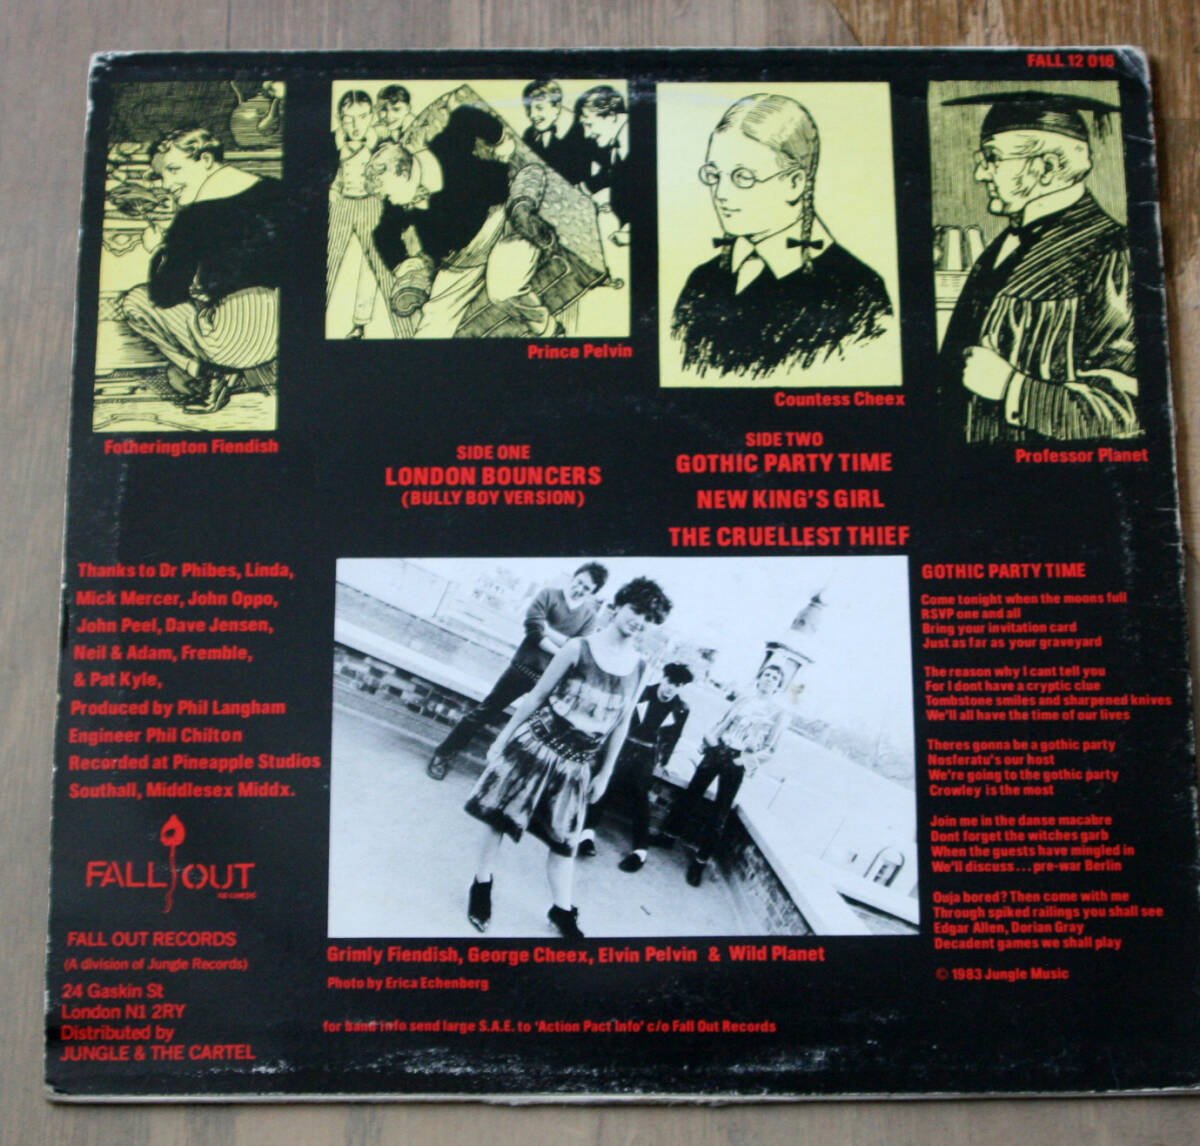 FALL 12 016
Fotherington Fiendish
Prince Pelvin
Countess Cheex
Professor Planet
SIDE ONE
LONDON BOUNCERS
(BULLY BOY VERSION)
SIDE TWO
GOTHIC PARTY TIME
NEW KING'S GIRL
THE CRUELLEST THIEF
Thanks to Dr Phibes, Linda,
Mick Mercer, John Oppo,
John Peel, Dave Jensen,
Neil & Adam, Fremble,
& Pat Kyle,
Produced by Phil Langham
Engineer Phil Chilton
Recorded at Pineapple Studios
Southall, Middlesex Middx.
FALL OUT
RECORDS
FALL OUT RECORDS
(A division of Jungle Records)
24 Gaskin St
London N1 2RY
Distributed by
JUNGLE & THE CARTEL
Grimly Fiendish, George Cheex, Elvin Pelvin & Wild Planet
Photo by Erica Echenberg
for band info send large S.A.E. to 'Action Pact Info' c/o Fall Out Records
GOTHIC PARTY TIME
Come tonight when the moons full
RSVP one and all
Bring your invitation card
Just as far as your graveyard
The reason why I cant tell you
For I dont have a cryptic clue
Tombstone smiles and sharpened knives
We'll all have the time of our lives
Theres gonna be a gothic party
Nosferatu's our host
We're going to the gothic party
Crowley is the most
Join me in the danse macabre
Dont forget the witches garb
When the guests have mingled in
We'll discuss . . . pre-war Berlin
Ouja bored? Then come with me
Through spiked railings you shall see
Edgar Allen, Dorian Gray
Decadent games we shall play
© 1983 Jungle Music